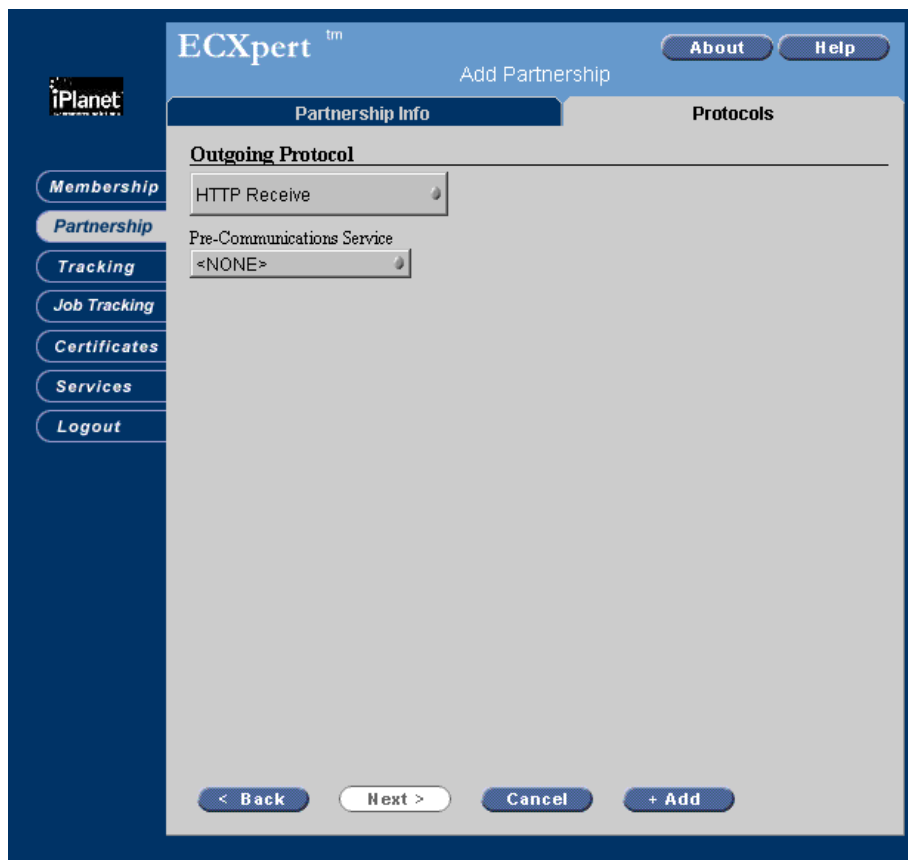 ECXpert tm
About
Help
Add Partnership
iPlanet
Partnership Info
Protocols
Outgoing Protocol
HTTP Receive
Pre-Communications Service
<NONE>
Membership
Partnership
Tracking
Job Tracking
Certificates
Services
Logout
< Back
Next >
Cancel
+ Add